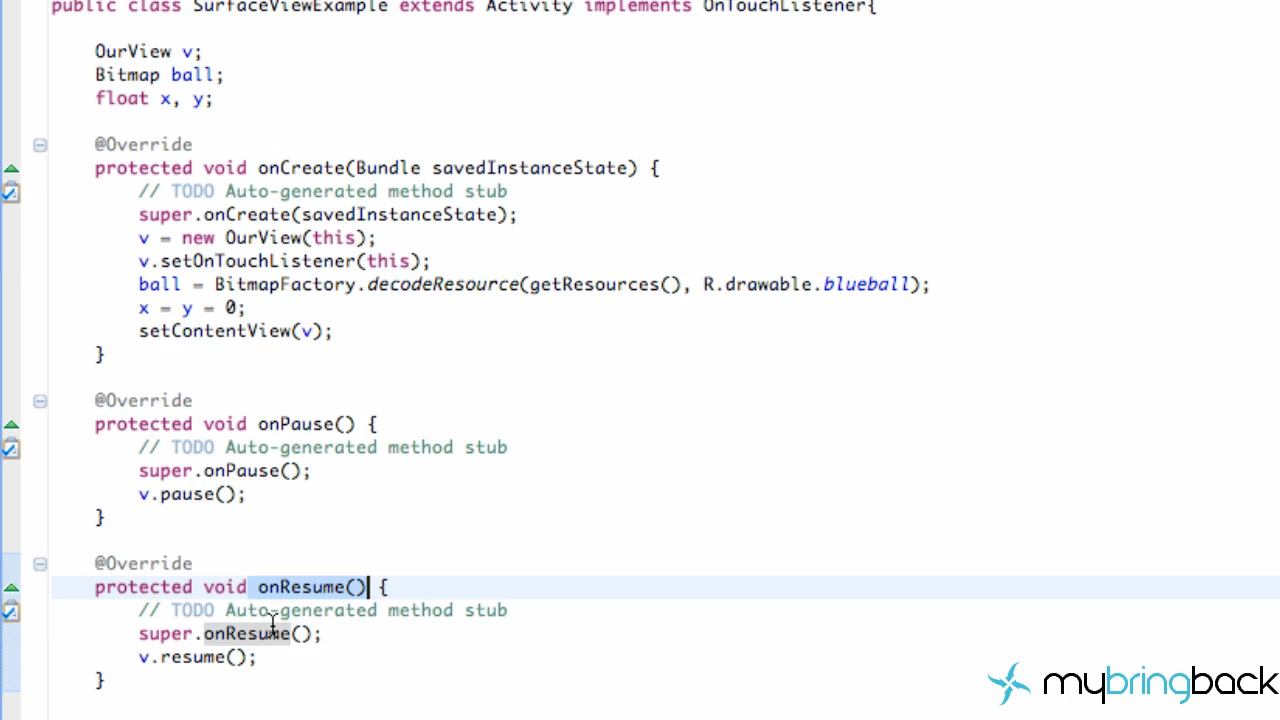 public class SurfaceViewExample extends Activity implements OnTouchListener{
OurView v;
Bitmap ball;
float x, y;
@Override
protected void onCreate(Bundle savedInstanceState) {
// TODO Auto-generated method stub
super.onCreate(savedInstanceState);
v = new OurView(this);
v.setOnTouchListener(this);
ball = BitmapFactory.decodeResource(getResources(), R.drawable.blueball);
x = y = 0;
setContentView(v);
}
@Override
protected void onPause() {
// TODO Auto-generated method stub
super.onPause();
v.pause();
}
@Override
protected void onResume() {
// TODO Auto-generated method stub
super.onResume();
v.resume();
}
mybringback